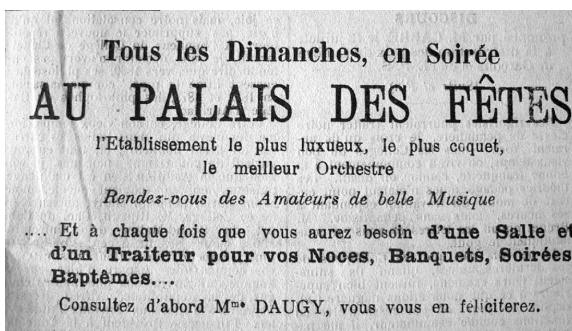 Tous les Dimanches, en Soirée
AU PALAIS DES FÊTES
l'Etablissement le plus luxueux, le plus coquet,
le meilleur Orchestre
Rendez-vous des Amateurs de belle Musique
.... Et à chaque fois que vous aurez besoin d'une Salle et
d'un Traiteur pour vos Noces, Banquets, Soirées
Baptêmes...
Consultez d'abord Mme DAUGY, vous vous en feliciterez.